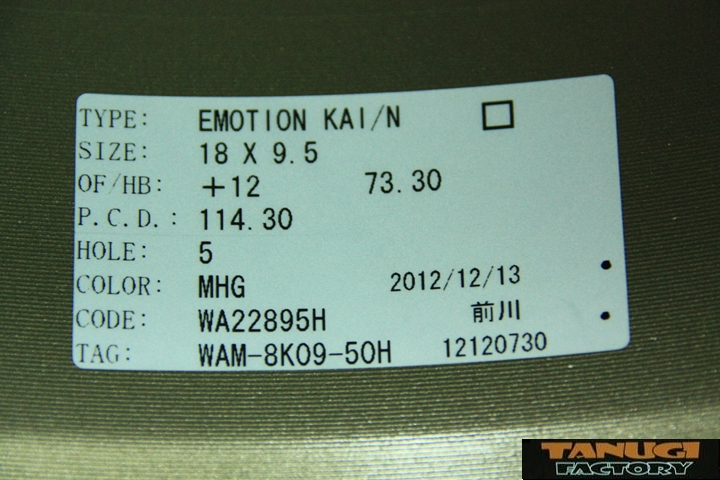 TYPE: EMOTION KAI/N □
SIZE: 18 X 9.5
OF/HB: +12 73.30
P.C.D.: 114.30
HOLE: 5
COLOR: MHG 2012/12/13
CODE: WA22895H 前川
TAG: WAM-8K09-50H 12120730
TANUGI
FACTORY